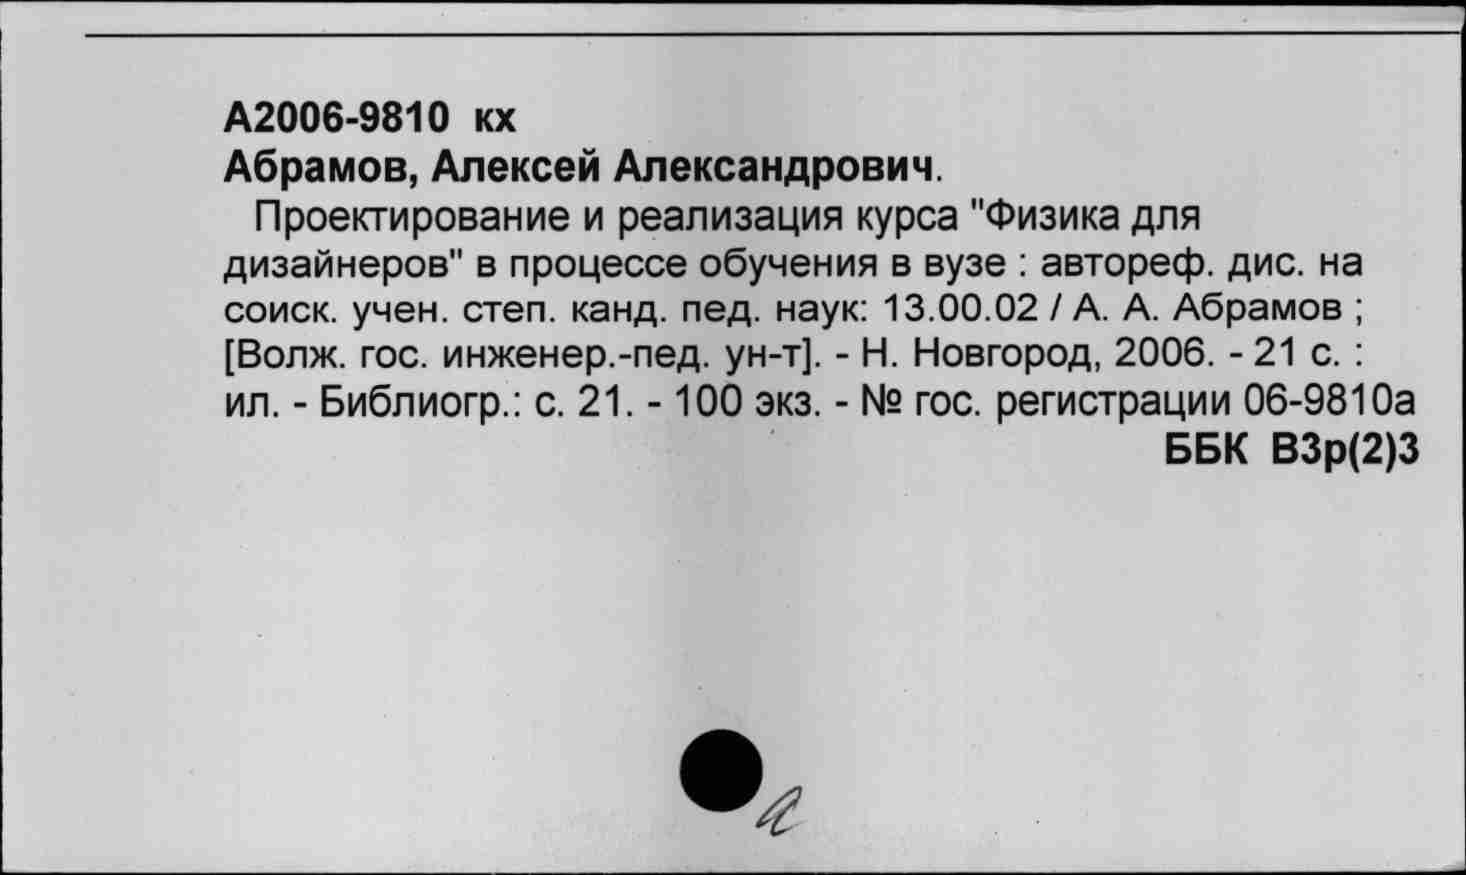 А2006-9810 кх
Абрамов, Алексей Александрович.
Проектирование и реализация курса "Физика для
дизайнеров" в процессе обучения в вузе : автореф. дис. на
соиск. учен. степ. канд. пед. наук: 13.00.02 / А. А. Абрамов ;
[Волж. гос. инженер.-пед. ун-т]. - Н. Новгород, 2006. - 21 с. :
ил. - Библиогр.: с. 21. - 100 экз. - № гос. регистрации 06-9810а
ББК В3р(2)3
а